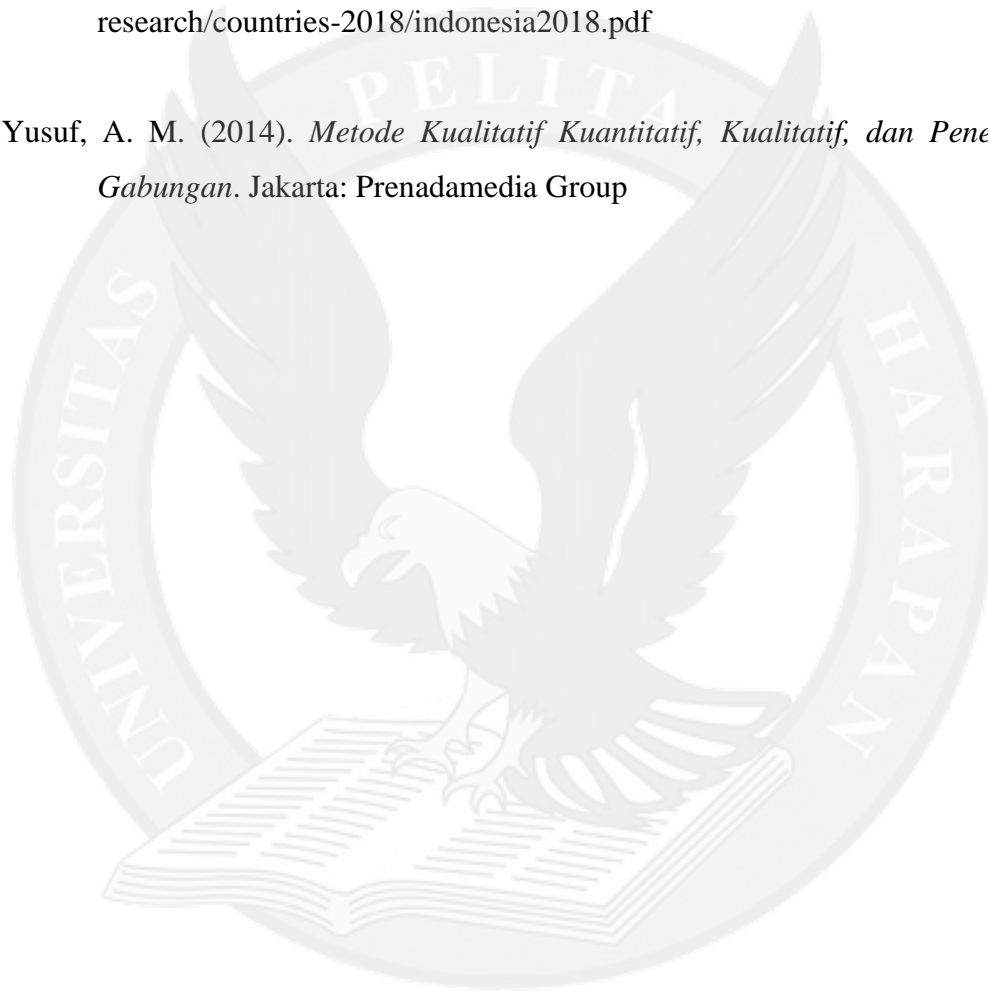 research/countries-2018/indonesia2018.pdf
Yusuf, A. M. (2014). Metode Kualitatif Kuantitatif, Kualitatif, dan Pene
Gabungan. Jakarta: Prenadamedia Group
UNIVERSITAS PELITA HARAPAN